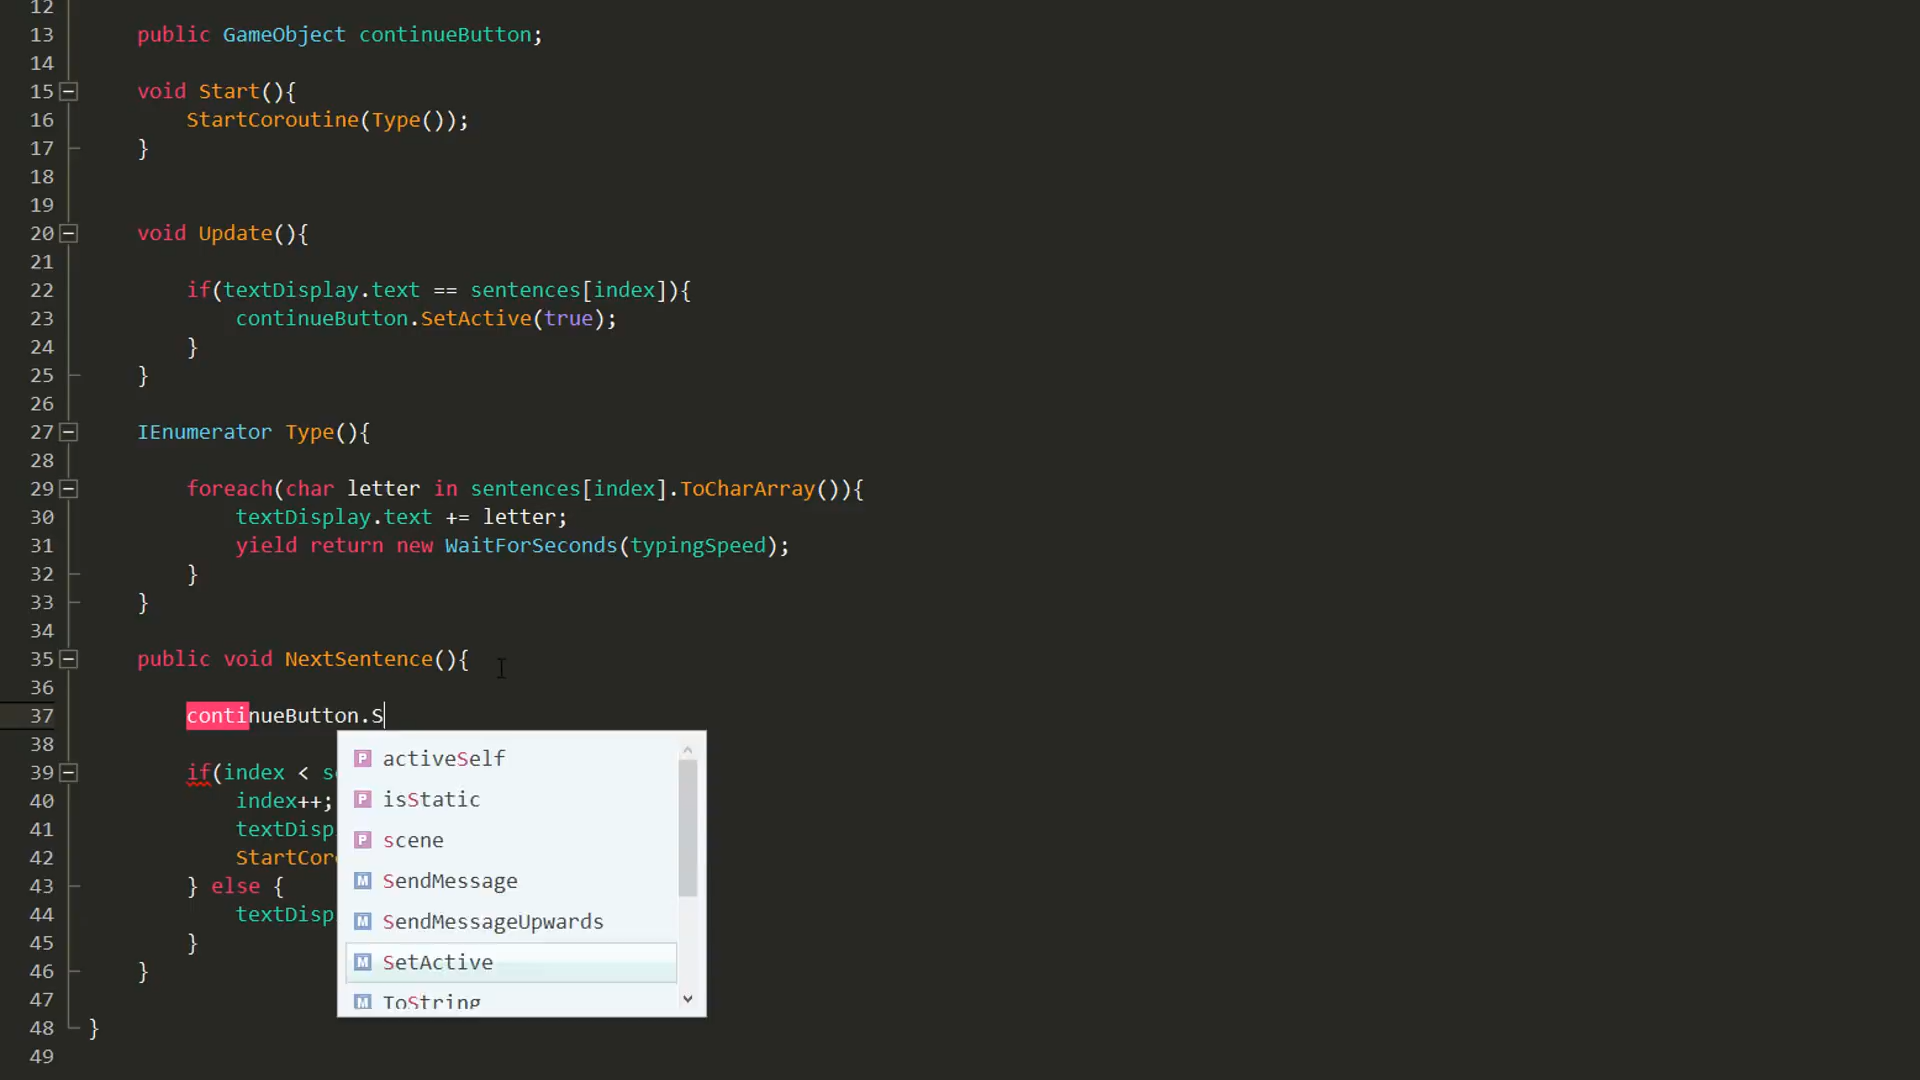 12
13 public GameObject continueButton;
14
15 void Start(){
16 StartCoroutine(Type());
17 }
18
19
20 void Update(){
21
22 if(textDisplay.text == sentences[index]){
23 continueButton.SetActive(true);
24 }
25 }
26
27 IEnumerator Type(){
28
29 foreach(char letter in sentences[index].ToCharArray()){
30 textDisplay.text += letter;
31 yield return new WaitForSeconds(typingSpeed);
32 }
33 }
34
35 public void NextSentence(){
36
37 continueButton.S
38
activeSelf
39 if(index < s
isStatic
40 index++;
41 textDisp
scene
42 StartCor
SendMessage
43 } else {
44 textDisp
SendMessageUpwards
45 }
SetActive
46 }
47
ToString
48 }
49